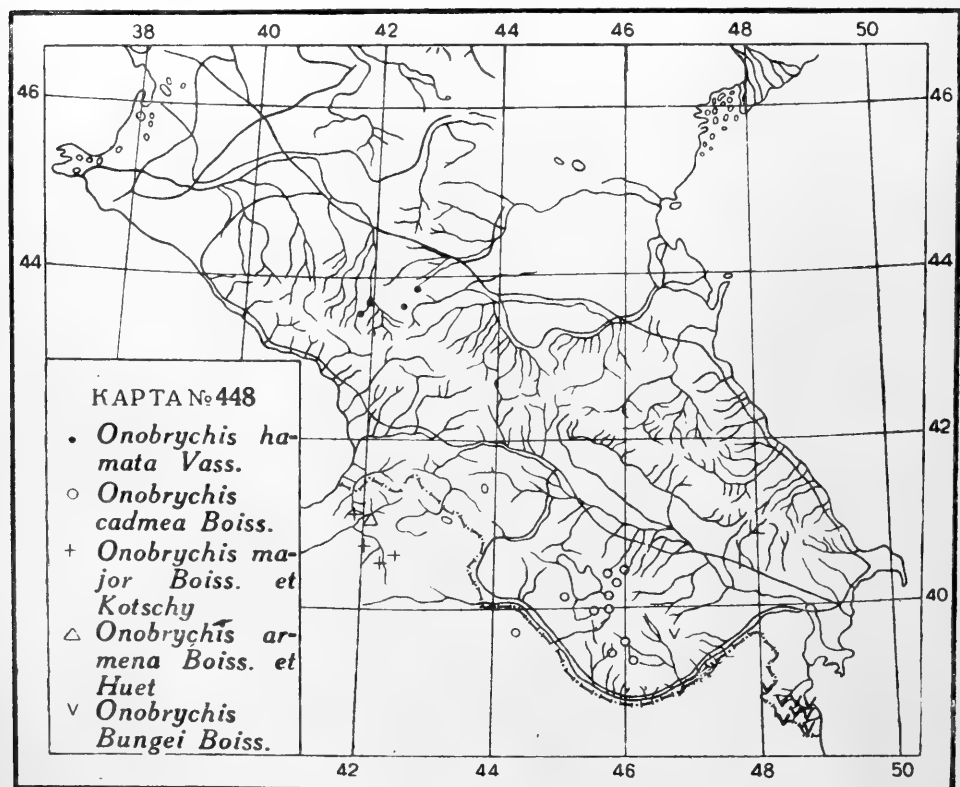 38 40 42 44 46 48 50
46 46
44 44
КАРТА № 448
Onobrychis ha-
mata Vass.
42
Onobrychis
cadmea Boiss.
Onobrychis ma-
jor Boiss. et
Kotschy
40
Onobrychis ar-
mena Boiss. et
Huet
Onobrychis
Bungei Boiss.
42 44 46 48 50